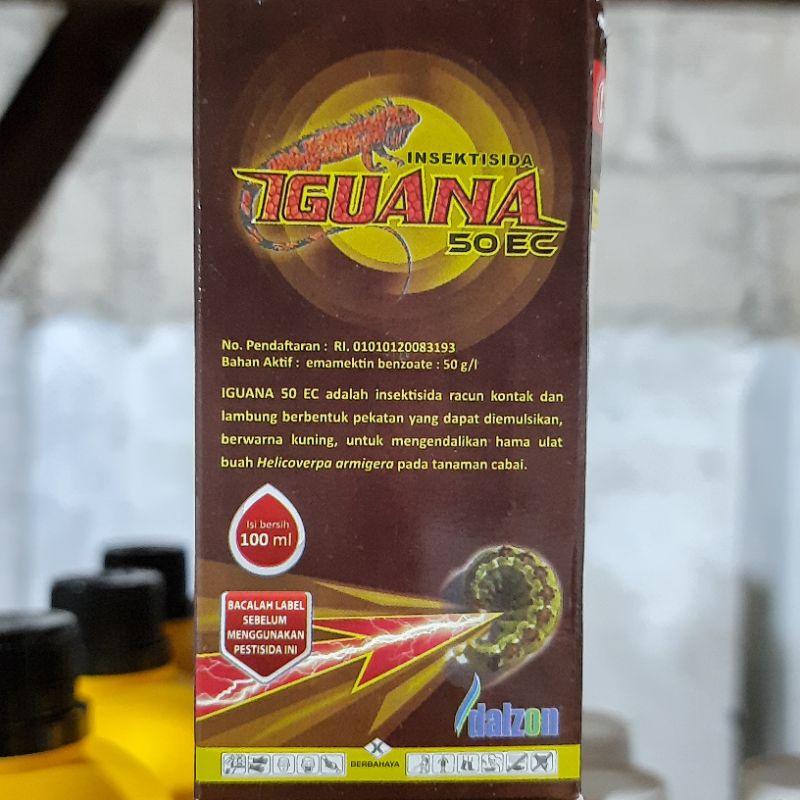 INSEKTISIDA
IGUANA
50 EC
No. Pendaftaran : RI. 01010120083193
Bahan Aktif : emamektin benzoate : 50 g/l
IGUANA 50 EC adalah insektisida racun kontak dan
lambung berbentuk pekatan yang dapat diemulsikan,
berwarna kuning, untuk mengendalikan hama ulat
buah Helicoverpa armigera pada tanaman cabai.
Isi bersih
100 ml
BACALAH LABEL
SEBELUM
MENGGUNAKAN
PESTISIDA INI
dalzon
BERBAHAYA